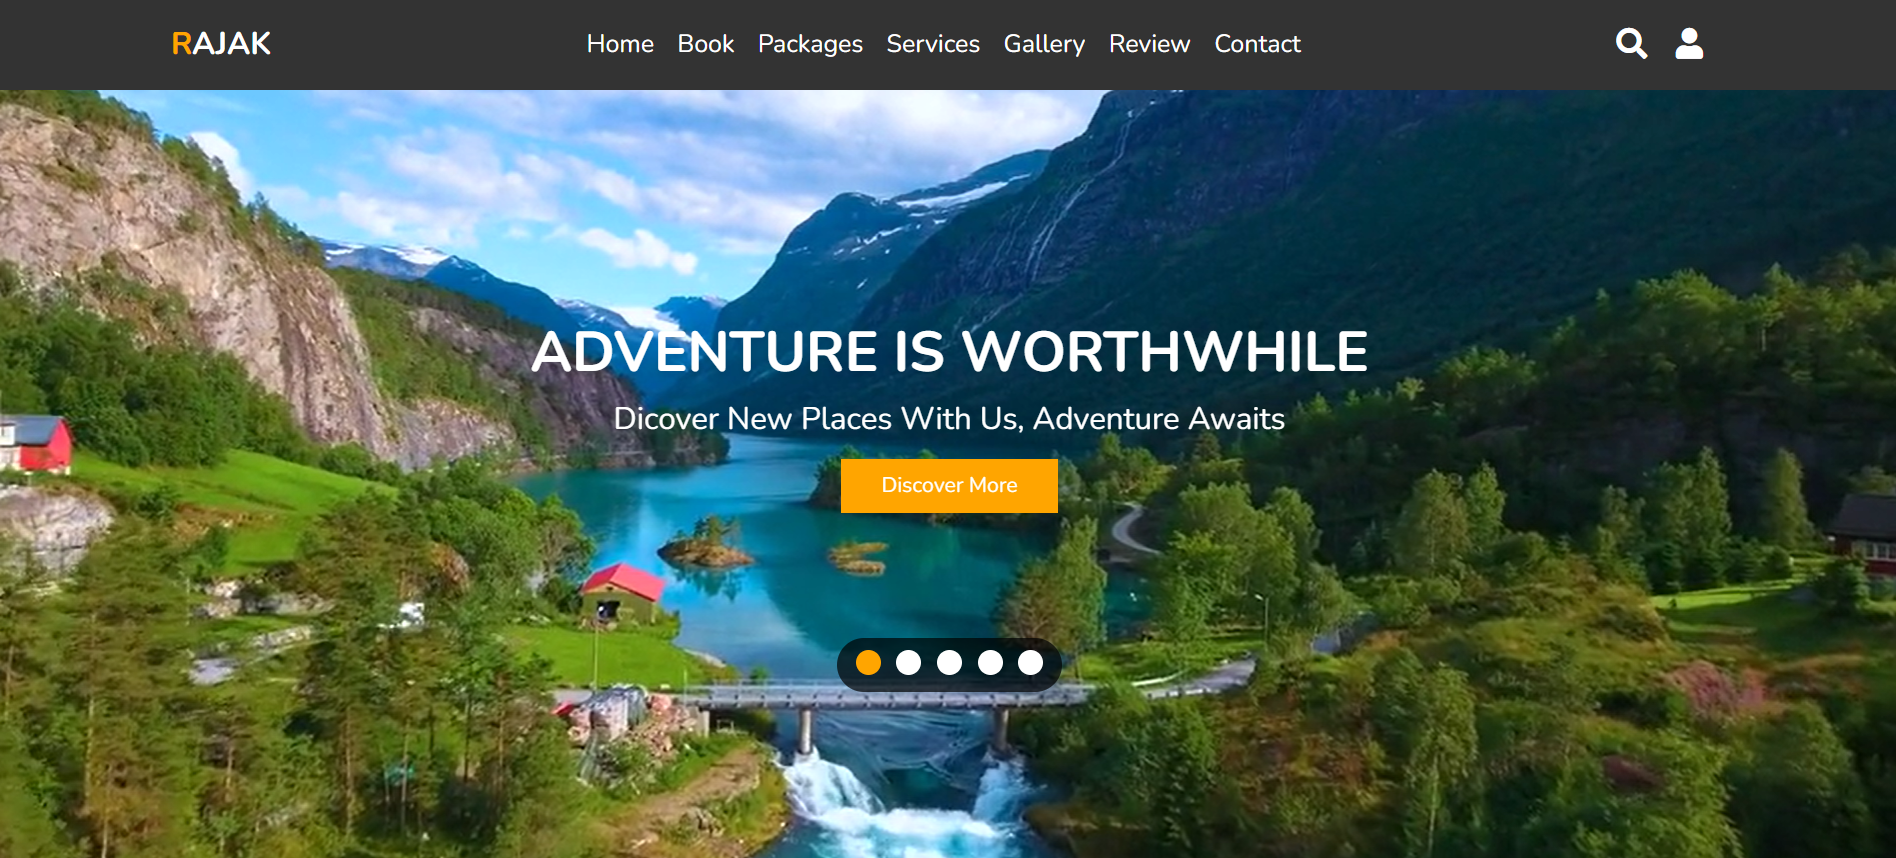 RAJAK
Home Book Packages Services Gallery Review Contact
ADVENTURE IS WORTHWHILE
Dicover New Places With Us, Adventure Awaits
Discover More